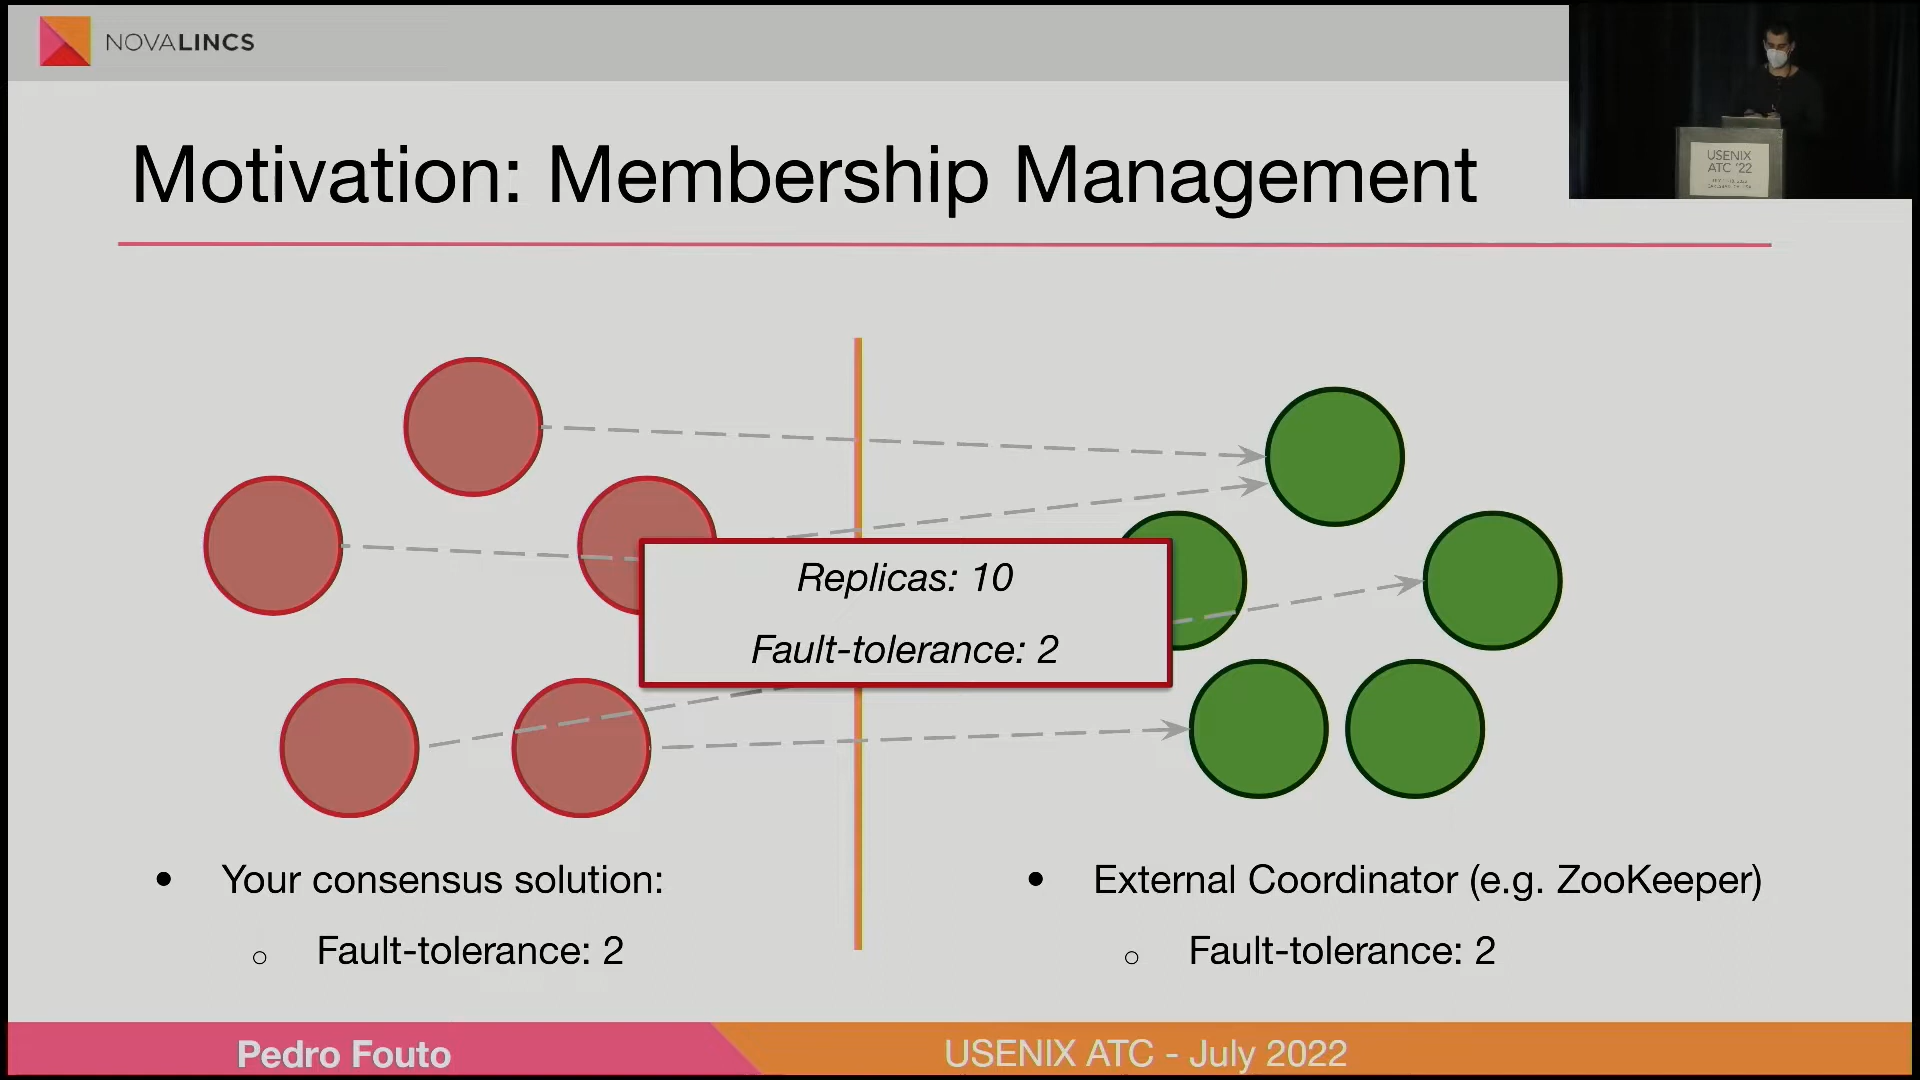 NOVALINCS
USENIX
ATC '22
Motivation: Membership Management
Replicas: 10
Fault-tolerance: 2
• Your consensus solution:
○ Fault-tolerance: 2
• External Coordinator (e.g. ZooKeeper)
○ Fault-tolerance: 2
Pedro Fouto
USENIX ATC - July 2022